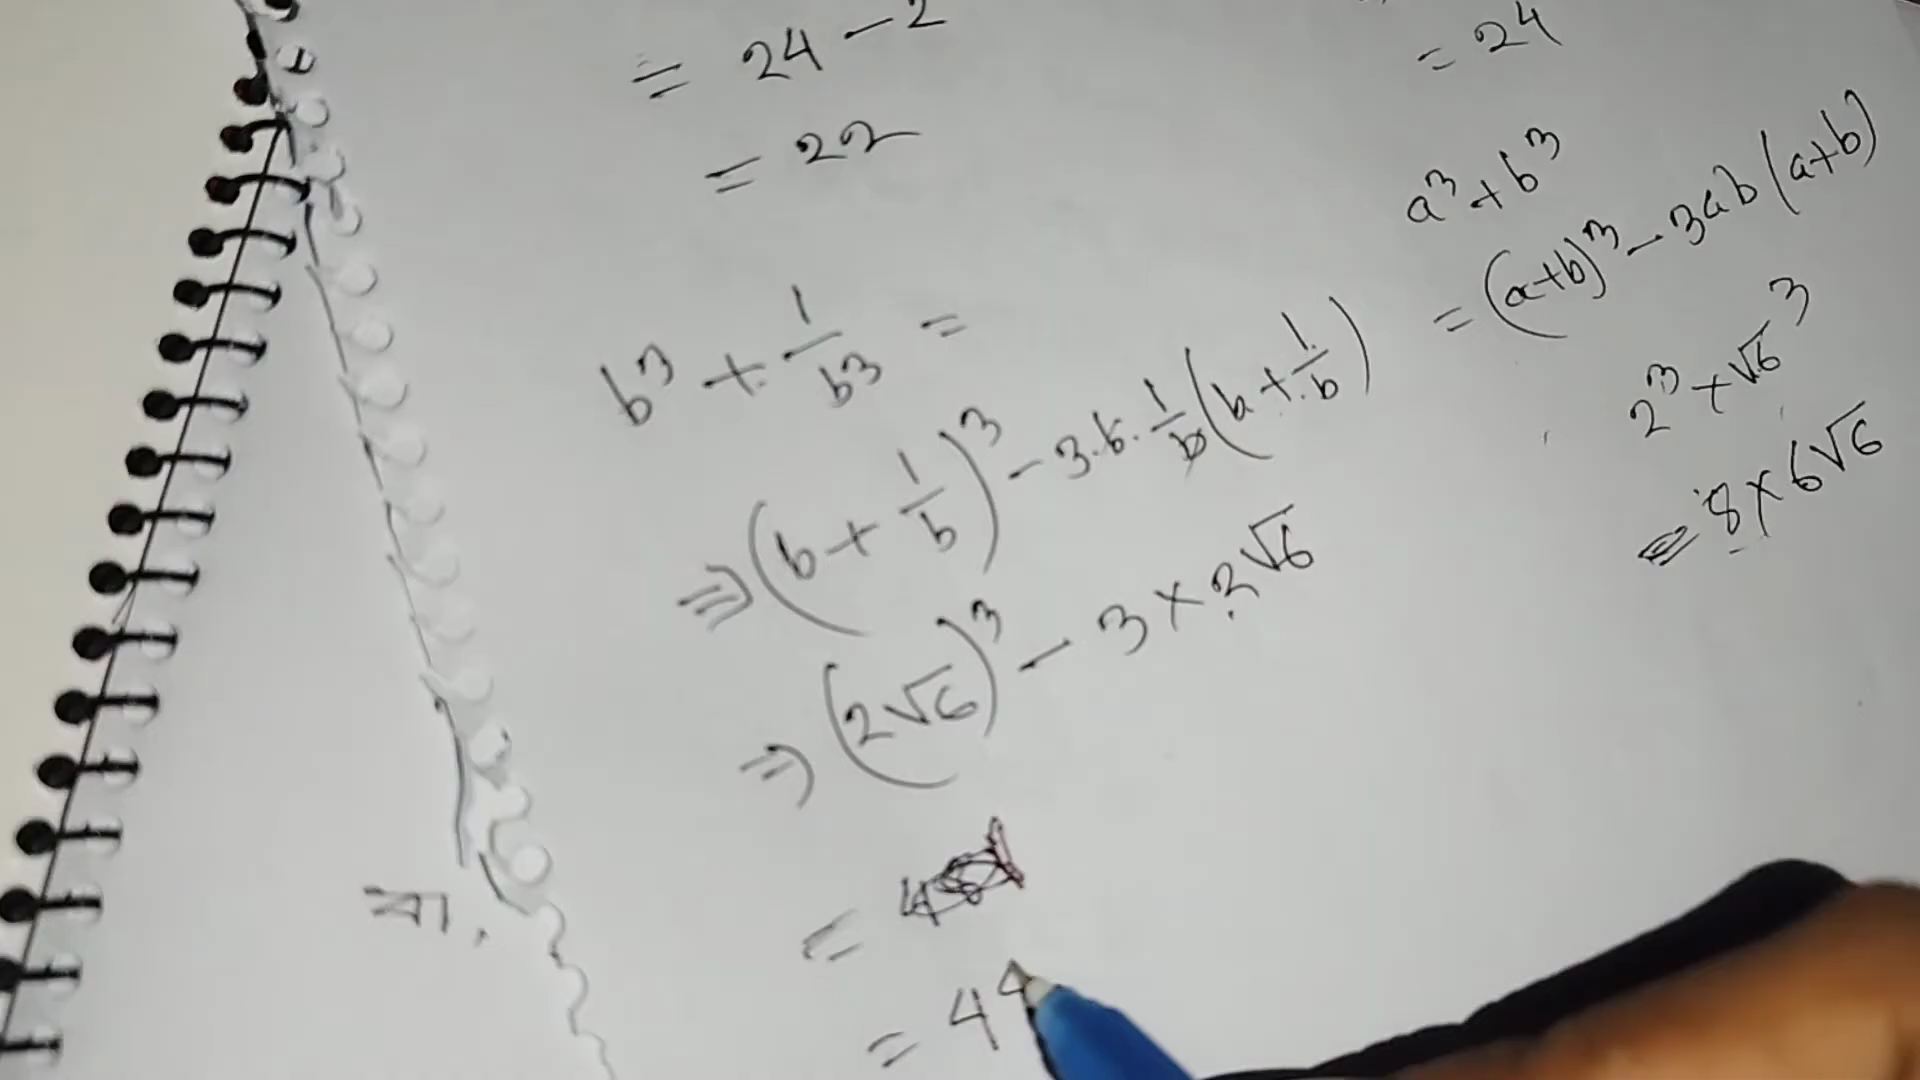 = 24 - 2
= 22
b³ + 1/b³ =
⇒ (b + 1/b)³ - 3.b.1/b(b + 1/b)
⇒ (2√6)³ - 3 × 2√6
বা,
= 4
= 44
= 24
a³ + b³
= (a+b)³ - 3ab(a+b)
2³ × √6³
= 8 × 6√6